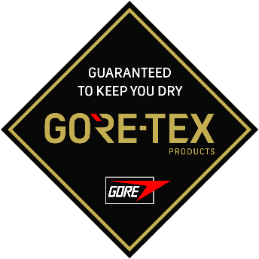 GUARANTEED
TO KEEP YOU DRY
GORE-TEX
PRODUCTS
GORE